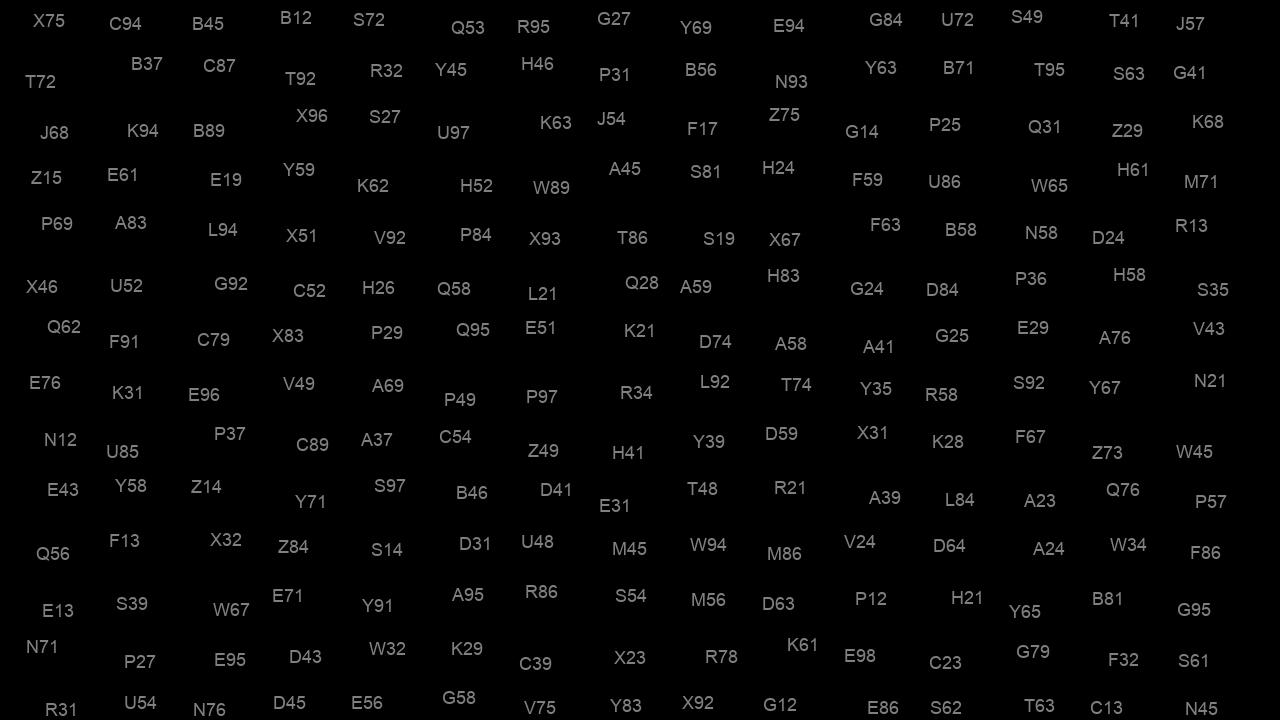 X75 C94 B45 B12 S72 Q53 R95 G27 Y69 E94 G84 U72 S49 T41 J57
T72 B37 C87 T92 R32 Y45 H46 P31 B56 N93 Y63 B71 T95 S63 G41
J68 K94 B89 X96 S27 U97 K63 J54 F17 Z75 G14 P25 Q31 Z29 K68
Z15 E61 E19 Y59 K62 H52 W89 A45 S81 H24 F59 U86 W65 H61 M71
P69 A83 L94 X51 V92 P84 X93 T86 S19 X67 F63 B58 N58 D24 R13
X46 U52 G92 C52 H26 Q58 L21 Q28 A59 H83 G24 D84 P36 H58 S35
Q62 F91 C79 X83 P29 Q95 E51 K21 D74 A58 A41 G25 E29 A76 V43
E76 K31 E96 V49 A69 P49 P97 R34 L92 T74 Y35 R58 S92 Y67 N21
N12 U85 P37 C89 A37 C54 Z49 H41 Y39 D59 X31 K28 F67 Z73 W45
E43 Y58 Z14 Y71 S97 B46 D41 E31 T48 R21 A39 L84 A23 Q76 P57
Q56 F13 X32 Z84 S14 D31 U48 M45 W94 M86 V24 D64 A24 W34 F86
E13 S39 W67 E71 Y91 A95 R86 S54 M56 D63 P12 H21 Y65 B81 G95
N71 P27 E95 D43 W32 K29 C39 X23 R78 K61 E98 C23 G79 F32 S61
R31 U54 N76 D45 E56 G58 V75 Y83 X92 G12 E86 S62 T63 C13 N45